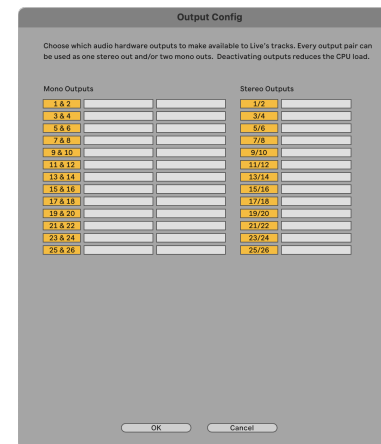 Output Config
Choose which audio hardware outputs to make available to Live's tracks. Every output pair can
be used as one stereo out and/or two mono outs. Deactivating outputs reduces the CPU load.
Mono Outputs Stereo Outputs
1 & 2 1/2
3 & 4 3/4
5 & 6 5/6
7 & 8 7/8
9 & 10 9/10
11 & 12 11/12
13 & 14 13/14
15 & 16 15/16
17 & 18 17/18
19 & 20 19/20
21 & 22 21/22
23 & 24 23/24
25 & 26 25/26
OK Cancel